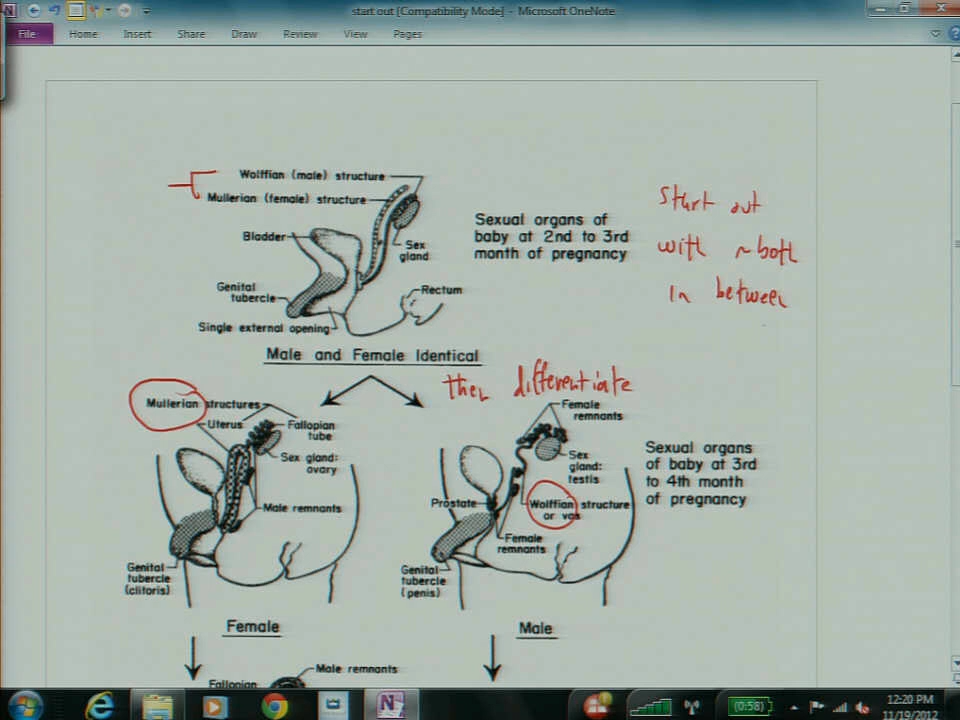 start out [Compatibility Mode] - Microsoft OneNote
File Home Insert Share Draw Review View Pages
Wolffian (male) structure
Mullerian (female) structure
Bladder
Sex
gland
Genital
tubercle
Rectum
Single external opening
Sexual organs of
baby at 2nd to 3rd
month of pregnancy
start out
with ~both
in between
Male and Female Identical
then differentiate
Mullerian structures
Uterus
Fallopian
tube
Sex gland:
ovary
Male remnants
Genital
tubercle
(clitoris)
Female
Female
remnants
Sex
gland:
testis
Prostate
Wolffian structure
or vas
Female
remnants
Genital
tubercle
(penis)
Male
Sexual organs
of baby at 3rd
to 4th month
of pregnancy
Male remnants
Fallopian
(0:58)
12:20 PM
11/19/2012